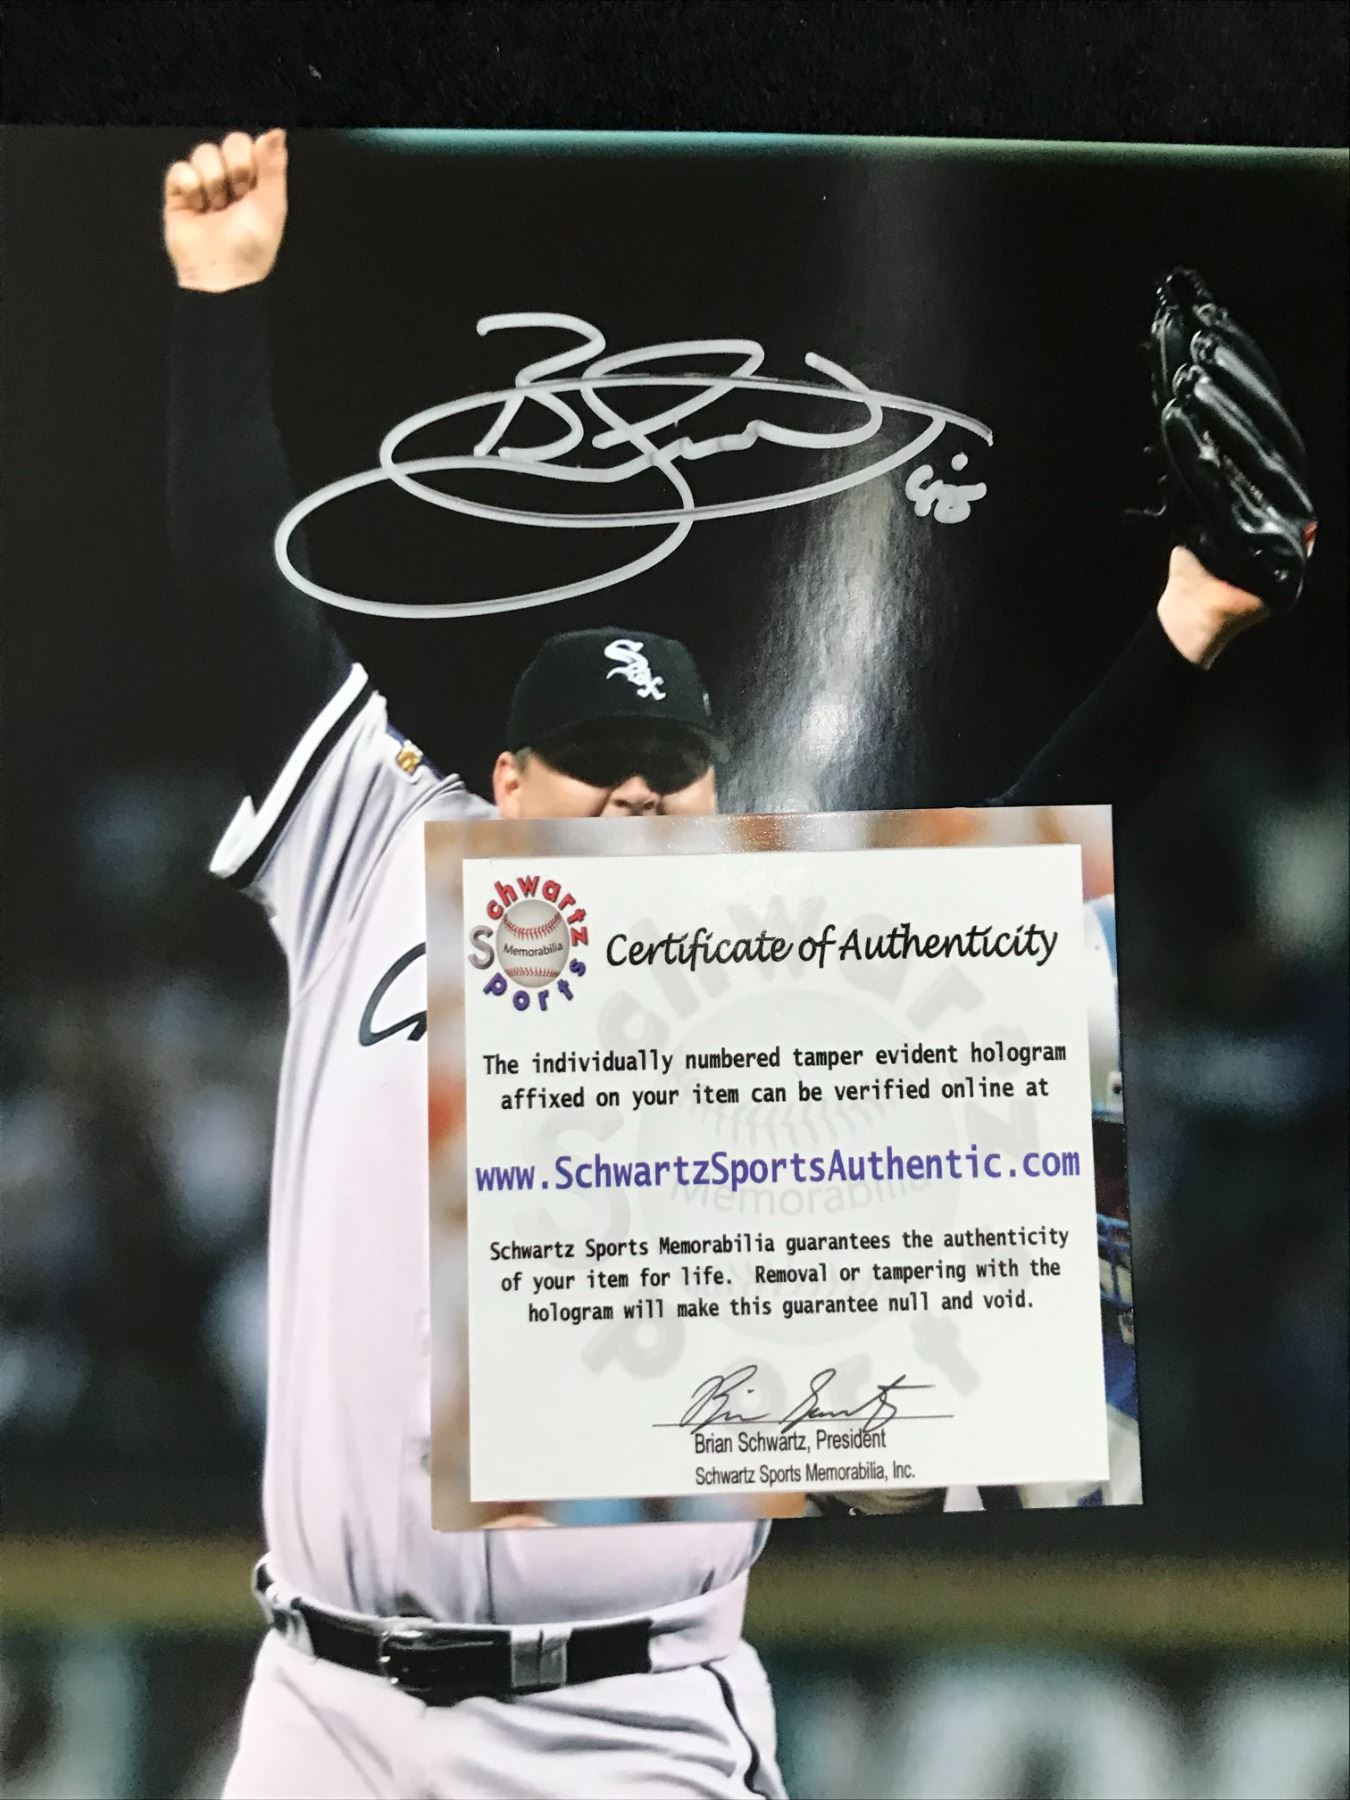 Sox
Schwartz
Memorabilia
Sports
Certificate of Authenticity
The individually numbered tamper evident hologram
affixed on your item can be verified online at
www.SchwartzSportsAuthentic.com
Schwartz Sports Memorabilia guarantees the authenticity
of your item for life. Removal or tampering with the
hologram will make this guarantee null and void.
Brian Schwartz, President
Schwartz Sports Memorabilia, Inc.